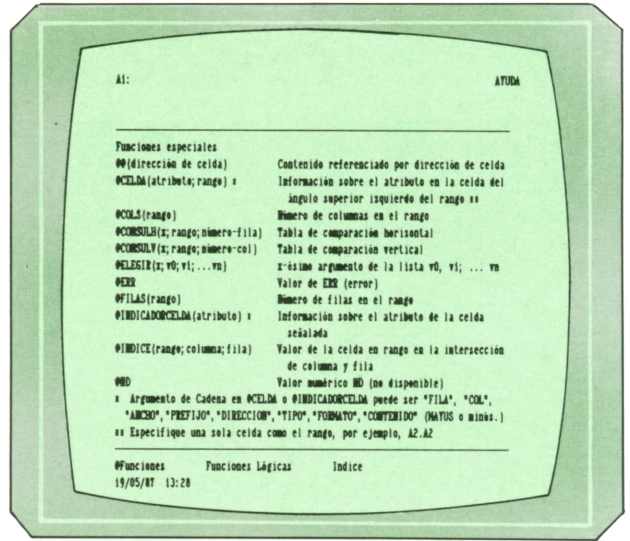 A1: AYUDA
Funciones especiales
@@(dirección de celda) Contenido referenciado por dirección de celda
@CELDA(atributo;rango) * Información sobre el atributo en la celda del
ángulo superior izquierdo del rango **
@COLS(rango) Número de columnas en el rango
@CONSULH(x;rango;número-fila) Tabla de comparación horizontal
@CONSULV(x;rango;número-col) Tabla de comparación vertical
@ELEGIR(x;v0;v1;...vn) x-ésimo argumento de la lista v0, v1; ... vn
@ERR Valor de ERR (error)
@FILAS(rango) Número de filas en el rango
@INDICADORCELDA(atributo) * Información sobre el atributo de la celda
señalada
@INDICE(rango;columna;fila) Valor de la celda en rango en la intersección
de columna y fila
@ND Valor numérico ND (no disponible)
* Argumento de Cadena en @CELDA o @INDICADORCELDA puede ser "FILA", "COL",
"ANCHO","PREFIJO","DIRECCION","TIPO","FORMATO","CONTENIDO" (MAYUS o minús.)
** Especifique una sola celda como el rango, por ejemplo, A2.A2
@Funciones Funciones Lógicas Indice
19/05/87 13:28